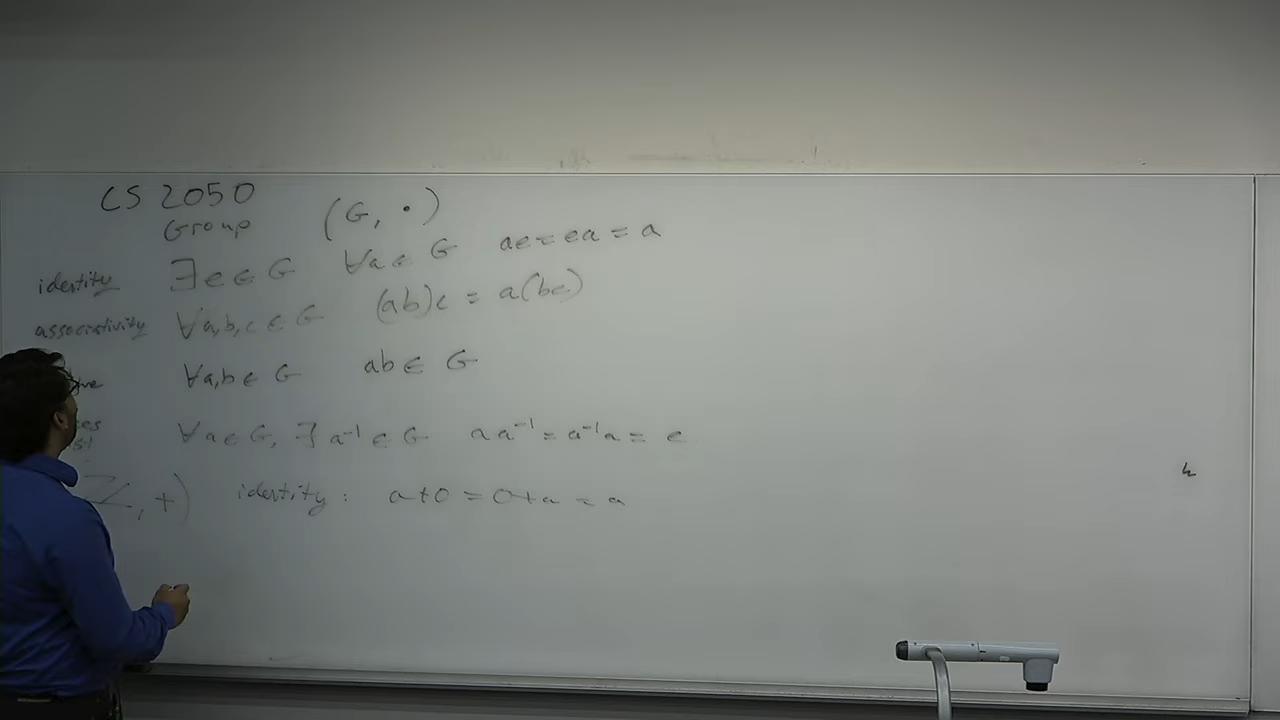 CS 2050
Group (G, •)
identity ∃e∈G ∀a∈G ae=ea=a
associativity ∀a,b,c∈G (ab)c = a(bc)
∀a,b∈G ab∈G
∀a∈G, ∃a⁻¹∈G aa⁻¹=a⁻¹a=e
ℤ,+) identity: a+0=0+a=a